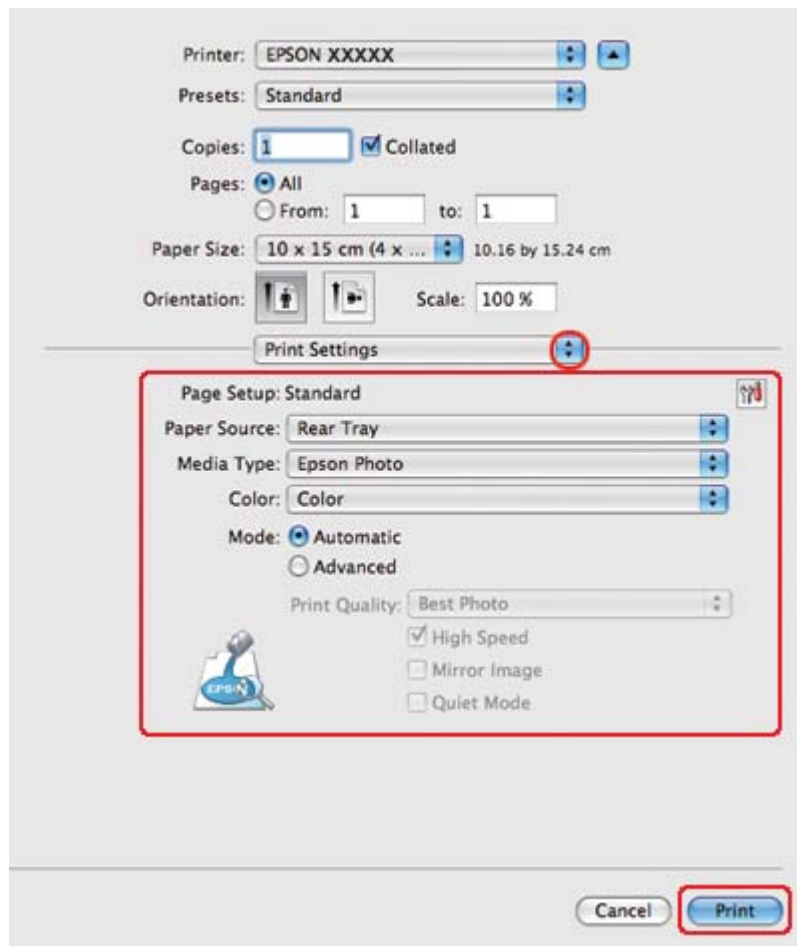 Printer: EPSON XXXXX
Presets: Standard
Copies: 1 Collated
Pages: All
From: 1 to: 1
Paper Size: 10 x 15 cm (4 x ... 10.16 by 15.24 cm
Orientation: Scale: 100 %
Print Settings
Page Setup: Standard
Paper Source: Rear Tray
Media Type: Epson Photo
Color: Color
Mode: Automatic
Advanced
Print Quality: Best Photo
High Speed
Mirror Image
Quiet Mode
EPSON
Cancel Print